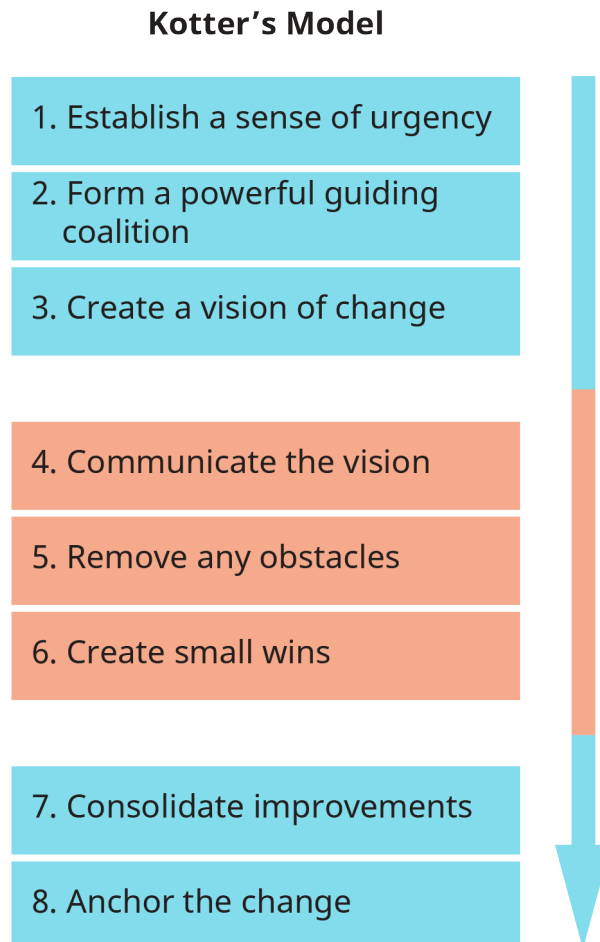 Kotter’s Model
1. Establish a sense of urgency
2. Form a powerful guiding
coalition
3. Create a vision of change
4. Communicate the vision
5. Remove any obstacles
6. Create small wins
7. Consolidate improvements
8. Anchor the change